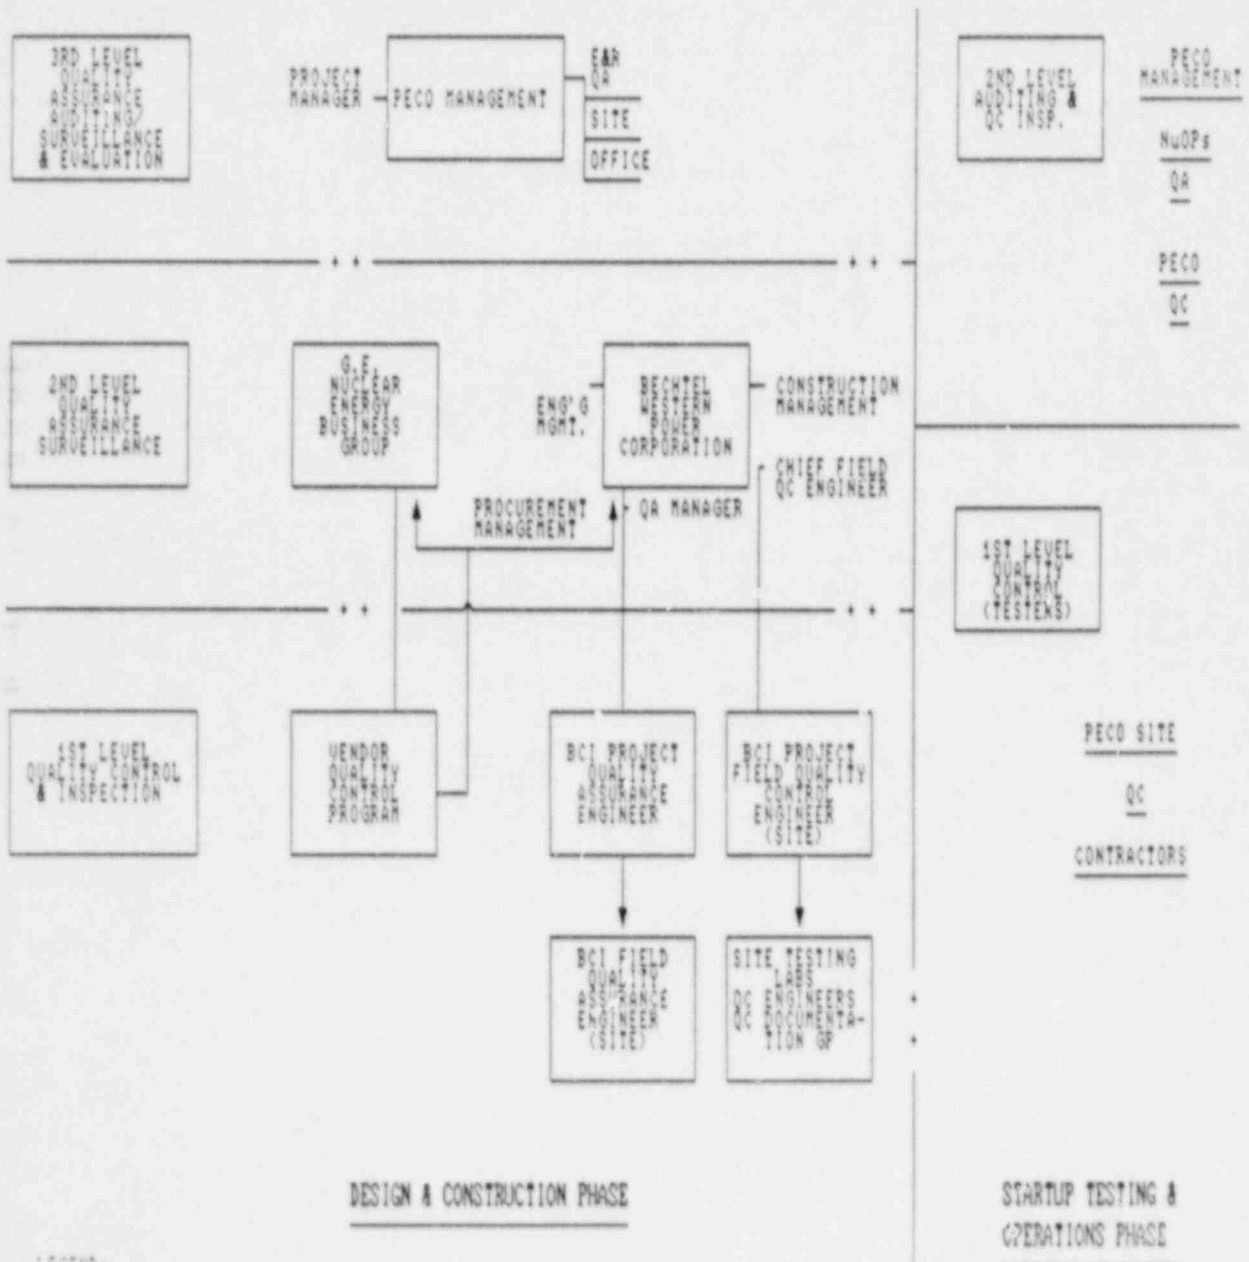 3RD LEVEL
QUALITY
ASSURANCE
AUDITING/
SURVEILLANCE
& EVALUATION
PROJECT
MANAGER
PECO MANAGEMENT
E&R
QA
SITE
OFFICE
2ND LEVEL
AUDITING &
QC INSP.
PECO
MANAGEMENT
NuOPs
QA
PECO
QC
2ND LEVEL
QUALITY
ASSURANCE
SURVEILLANCE
G.E.
NUCLEAR
ENERGY
BUSINESS
GROUP
ENG'G
MGMT.
BECHTEL
WESTERN
POWER
CORPORATION
CONSTRUCTION
MANAGEMENT
CHIEF FIELD
QC ENGINEER
PROCUREMENT
MANAGEMENT
QA MANAGER
1ST LEVEL
QUALITY
CONTROL
1ST LEVEL
QUALITY CONTROL
& INSPECTION
VENDOR
QUALITY
CONTROL
PROGRAM
BCI PROJECT
QUALITY
ASSURANCE
ENGINEER
BCI PROJECT
FIELD QUALITY
CONTROL
ENGINEER
(SITE)
PECO SITE
QC
CONTRACTORS
BCI FIELD
QUALITY
ASSURANCE
ENGINEER
(SITE)
SITE TESTING
LABS
QC ENGINEERS
QC DOCUMENTA-
TION GP
DESIGN & CONSTRUCTION PHASE
STARTUP TESTING &
OPERATIONS PHASE